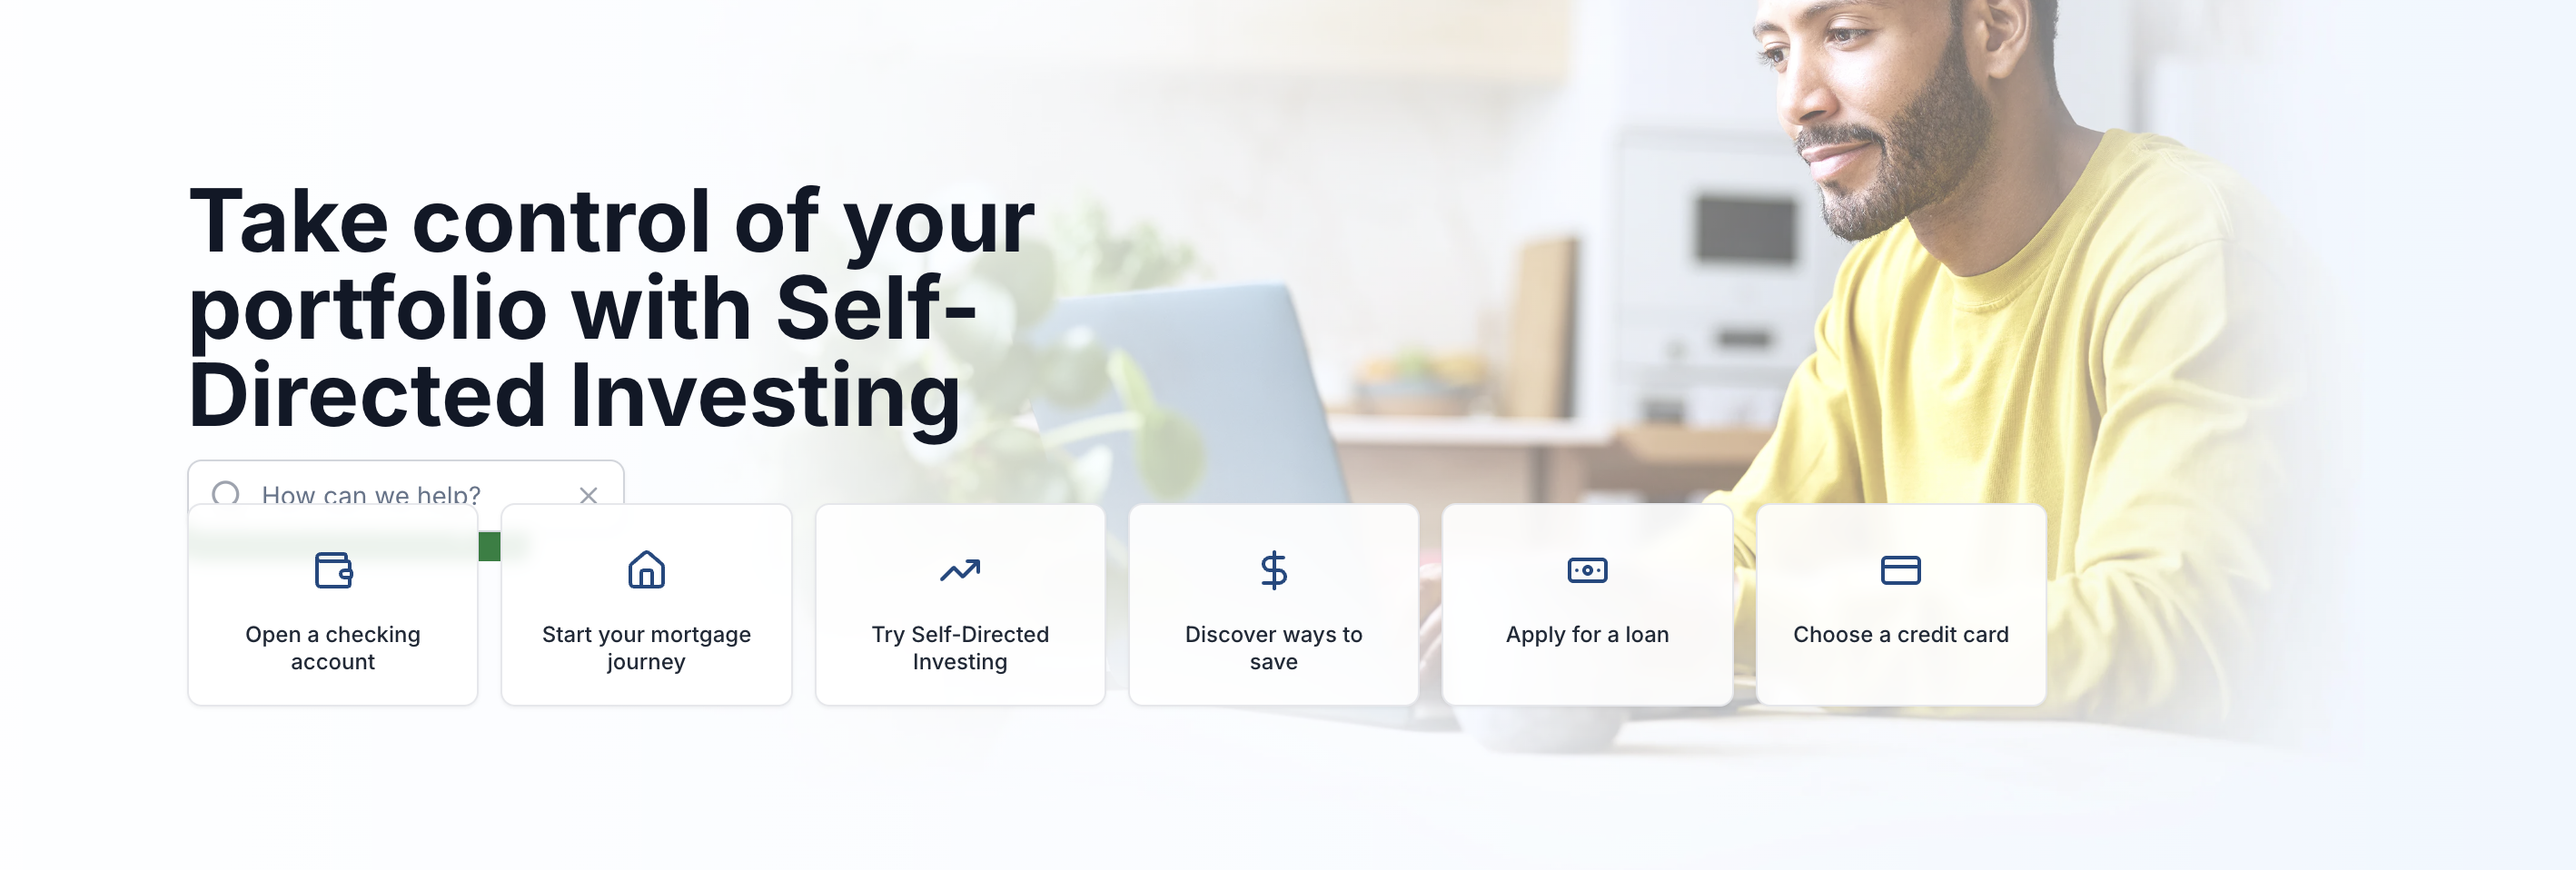 Take control of your
portfolio with Self-
Directed Investing
How can we help?
Open a checking
account
Start your mortgage
journey
Try Self-Directed
Investing
Discover ways to
save
Apply for a loan
Choose a credit card